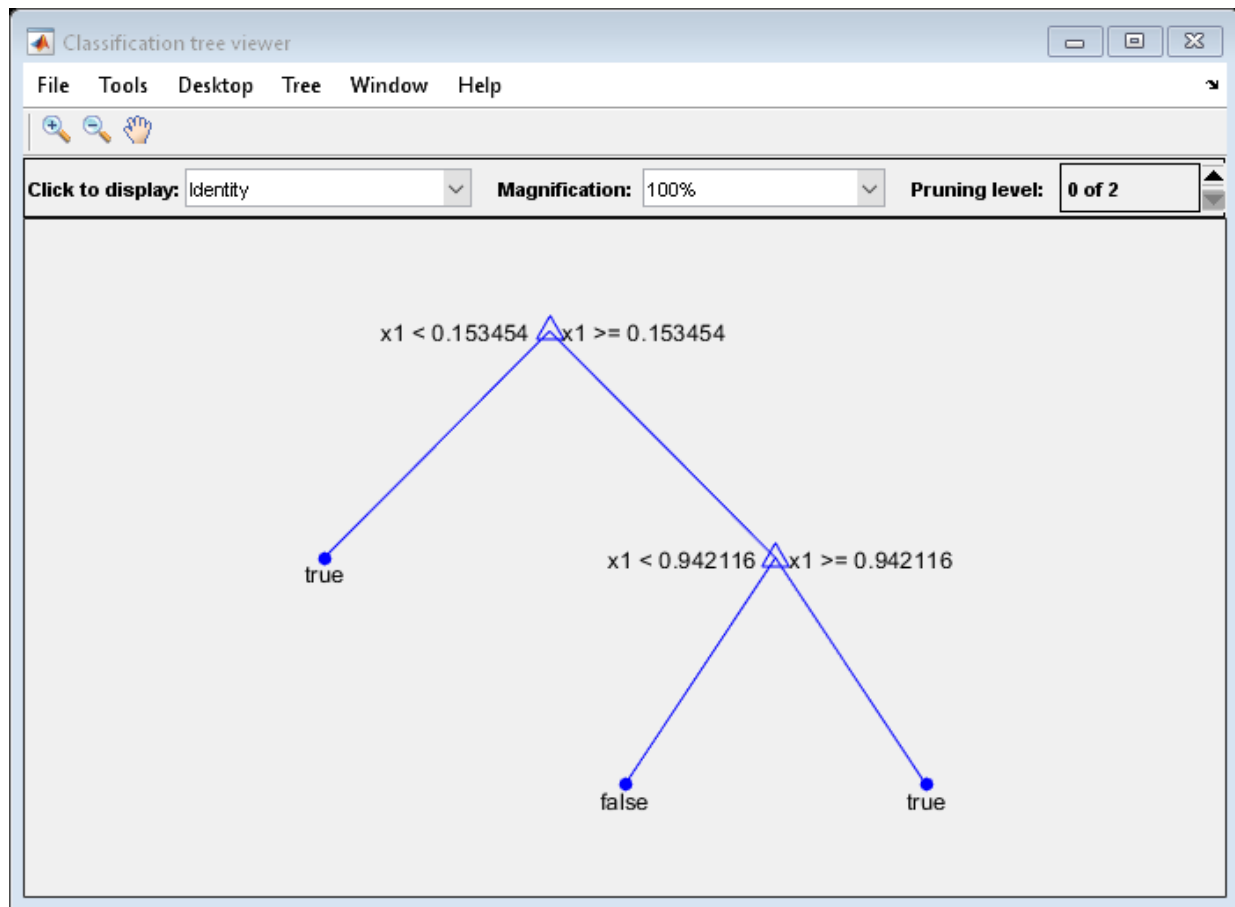 Classification tree viewer
File Tools Desktop Tree Window Help
Click to display: Identity Magnification: 100% Pruning level: 0 of 2
x1 < 0.153454 x1 >= 0.153454
true
x1 < 0.942116 x1 >= 0.942116
false true